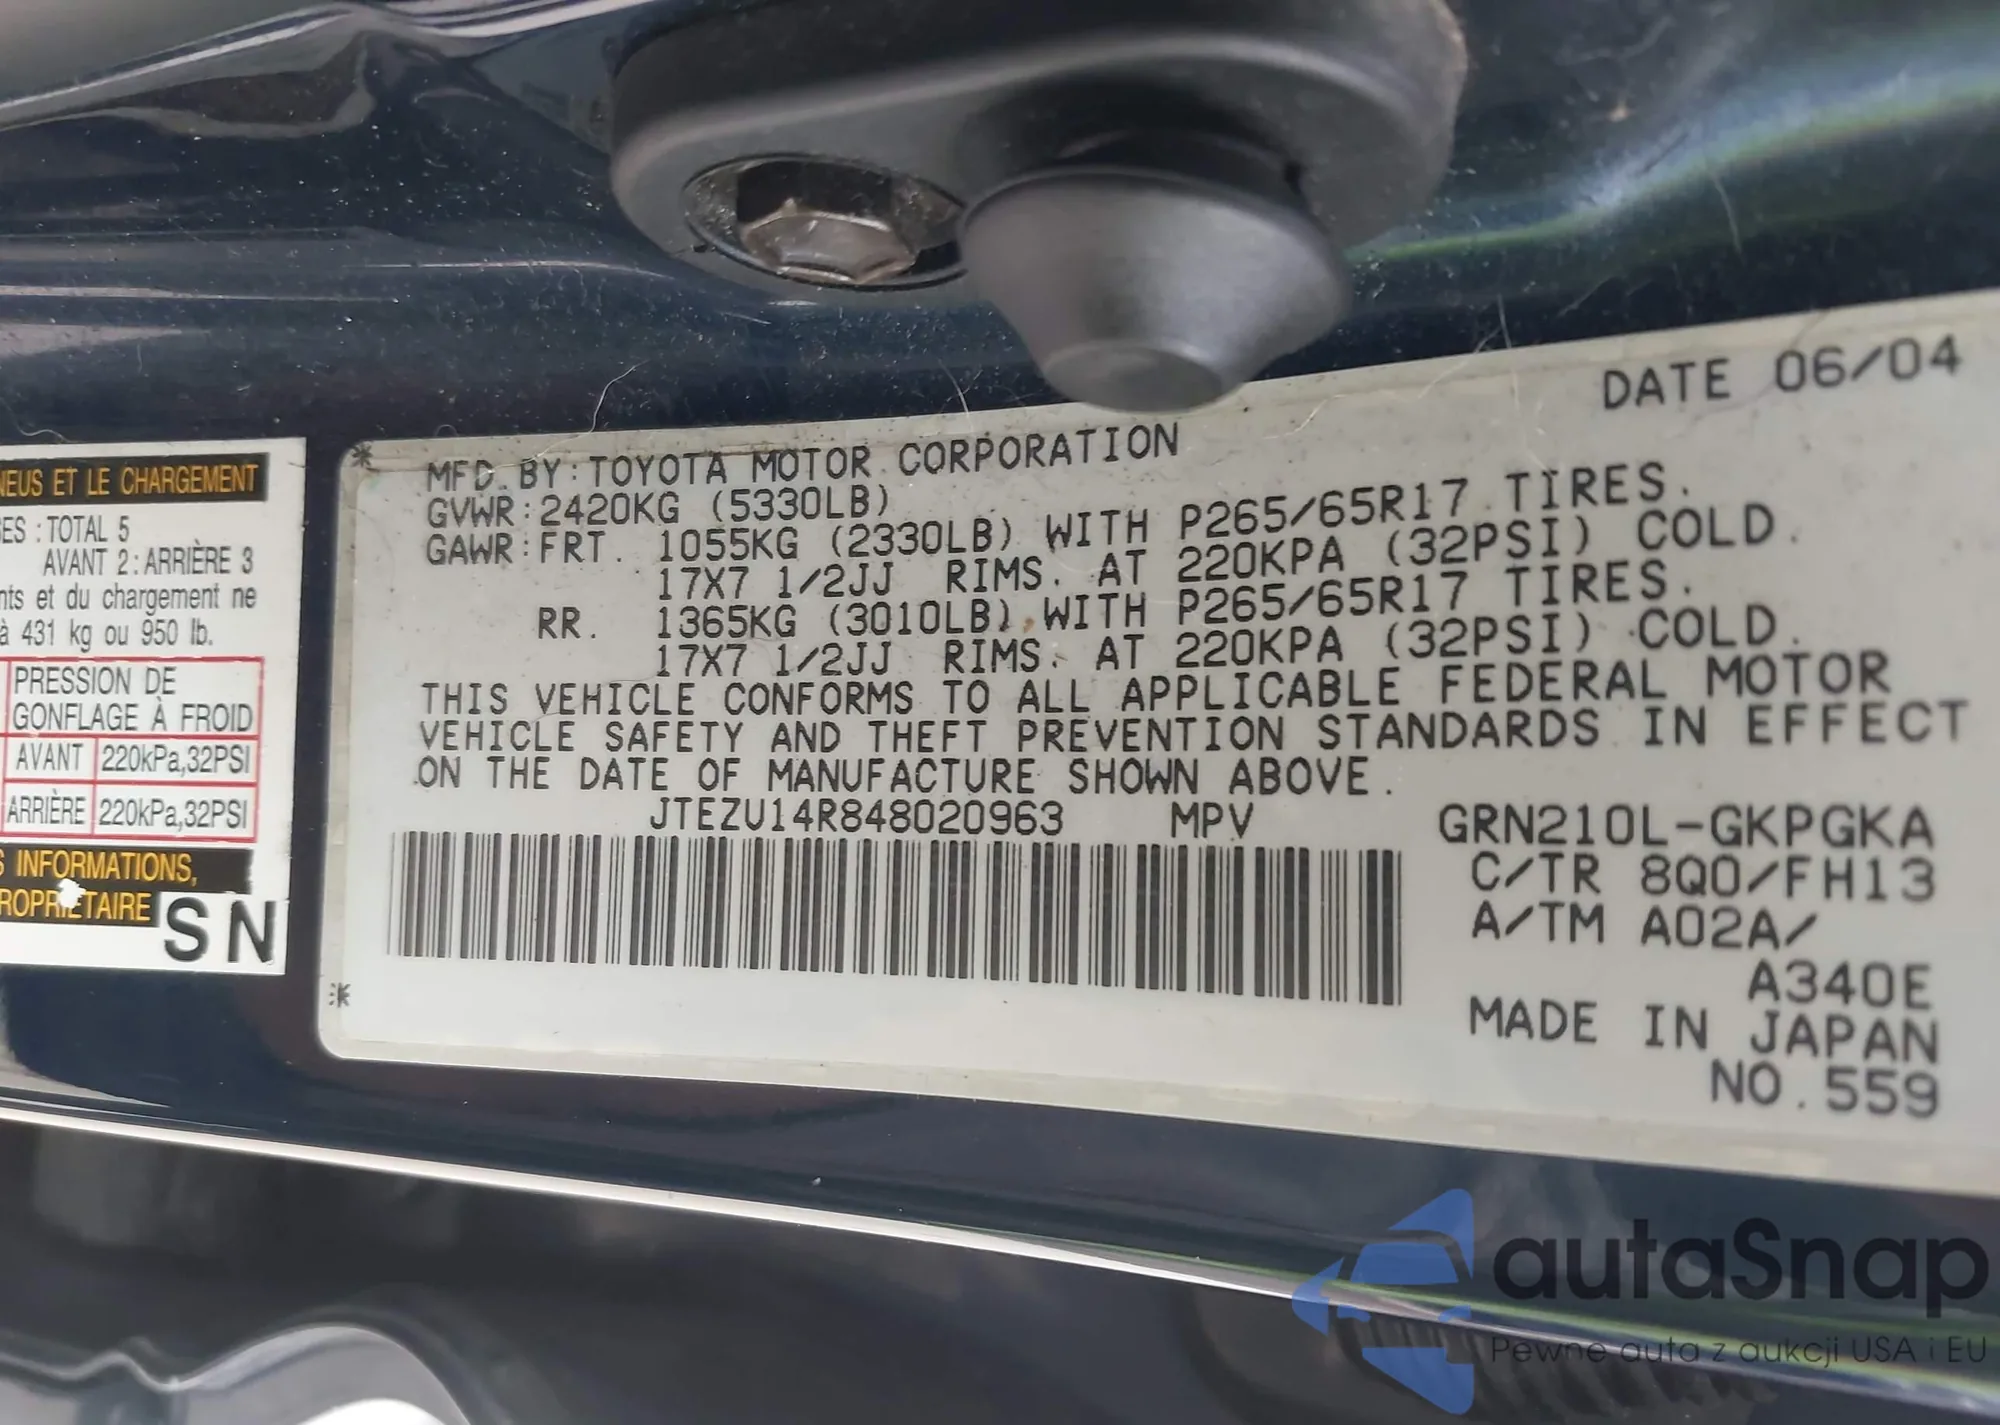 NEUS ET LE CHARGEMENT
ES : TOTAL 5
AVANT 2 : ARRIÈRE 3
nts et du chargement ne
à 431 kg ou 950 lb.
PRESSION DE
GONFLAGE À FROID
AVANT 220kPa,32PSI
ARRIÈRE 220kPa,32PSI
S INFORMATIONS,
ROPRIÉTAIRE
SN
DATE 06/04
MFD. BY:TOYOTA MOTOR CORPORATION
GVWR:2420KG (5330LB)
GAWR:FRT. 1055KG (2330LB) WITH P265/65R17 TIRES.
17X7 1/2JJ RIMS. AT 220KPA (32PSI) COLD.
RR. 1365KG (3010LB) WITH P265/65R17 TIRES.
17X7 1/2JJ RIMS. AT 220KPA (32PSI) COLD.
THIS VEHICLE CONFORMS TO ALL APPLICABLE FEDERAL MOTOR
VEHICLE SAFETY AND THEFT PREVENTION STANDARDS IN EFFECT
ON THE DATE OF MANUFACTURE SHOWN ABOVE.
JTEZU14R848020963 MPV GRN210L-GKPGKA
C/TR 8Q0/FH13
A/TM A02A/
A340E
MADE IN JAPAN
NO.559
autaSnap
Pewne auta z aukcji USA i EU